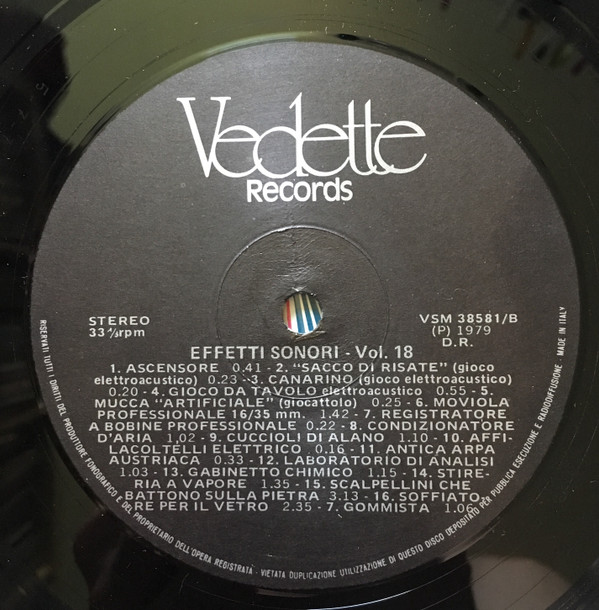 Vedette
Records
STEREO
33 ⅓rpm
VSM 38581/B
(P) 1979
D.R.
EFFETTI SONORI - Vol. 18
1. ASCENSORE 0.41 - 2. “SACCO DI RISATE” (gioco
elettroacustico) 0.23 - 3. CANARINO (gioco elettroacustico)
0.20 - 4. GIOCO DA TAVOLO elettroacustico 0.55 - 5.
MUCCA “ARTIFICIALE” (giocattolo) 0.25 - 6. MOVIOLA
PROFESSIONALE 16/35 mm. 1.42 - 7. REGISTRATORE
A BOBINE PROFESSIONALE 0.22 - 8. CONDIZIONATORE
D'ARIA 1.02 - 9. CUCCIOLI DI ALANO 1.10 - 10. AFFI-
LACOLTELLI ELETTRICO 0.16 - 11. ANTICA ARPA
AUSTRIACA 0.33 - 12. LABORATORIO DI ANALISI
1.03 - 13. GABINETTO CHIMICO 1.15 - 14. STIRE-
RIA A VAPORE 1.35 - 15. SCALPELLINI CHE
BATTONO SULLA PIETRA 3.13 - 16. SOFFIATO-
RE PER IL VETRO 2.35 - 7. GOMMISTA 1.06
RISERVATI TUTTI I DIRITTI DEL PRODUTTORE FONOGRAFICO E DEL PROPRIETARIO DELL'OPERA REGISTRATA - VIETATA DUPLICAZIONE UTILIZZAZIONE DI QUESTO DISCO DEPOSITATO PER PUBBLICA ESECUZIONE E RADIODIFFUSIONE MADE IN ITALY